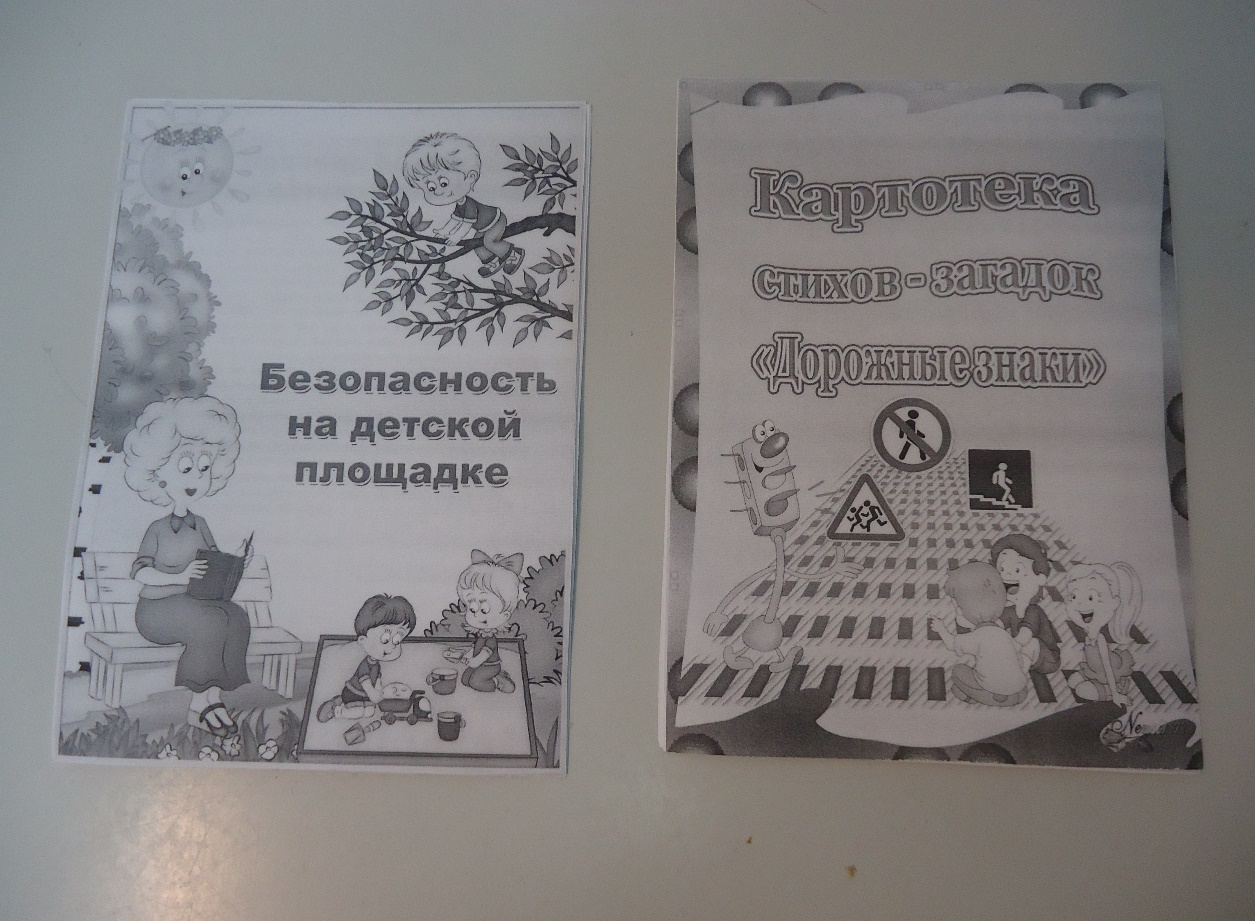 Безопасность
на детской
площадке
Картотека
стихов - загадок
«Дорожные знаки»